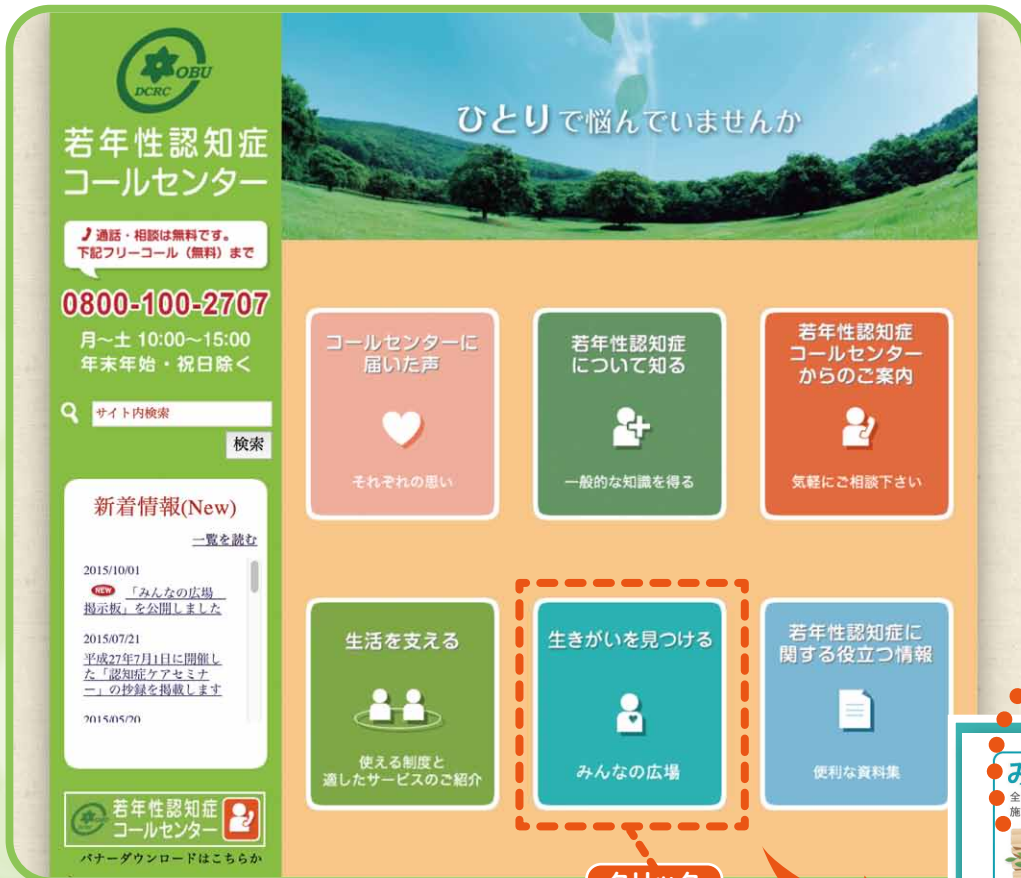 OBU
DCRC
若年性認知症
コールセンター
通話・相談は無料です。
下記フリーコール（無料）まで
0800-100-2707
月～土 10:00～15:00
年末年始・祝日除く
サイト内検索
検索
新着情報(New)
一覧を読む
2015/10/01
NEW 「みんなの広場
掲示板」を公開しました
2015/07/21
平成27年7月1日に開催し
た「認知症ケアセミナ
ー」の抄録を掲載します
2015/05/20
若年性認知症
コールセンター
バナーダウンロードはこちらか
ひとりで悩んでいませんか
コールセンターに
届いた声
それぞれの思い
若年性認知症
について知る
一般的な知識を得る
若年性認知症
コールセンター
からのご案内
気軽にご相談下さい
生活を支える
使える制度と
適したサービスのご紹介
生きがいを見つける
みんなの広場
若年性認知症に
関する役立つ情報
便利な資料集
クリック
み
全
施